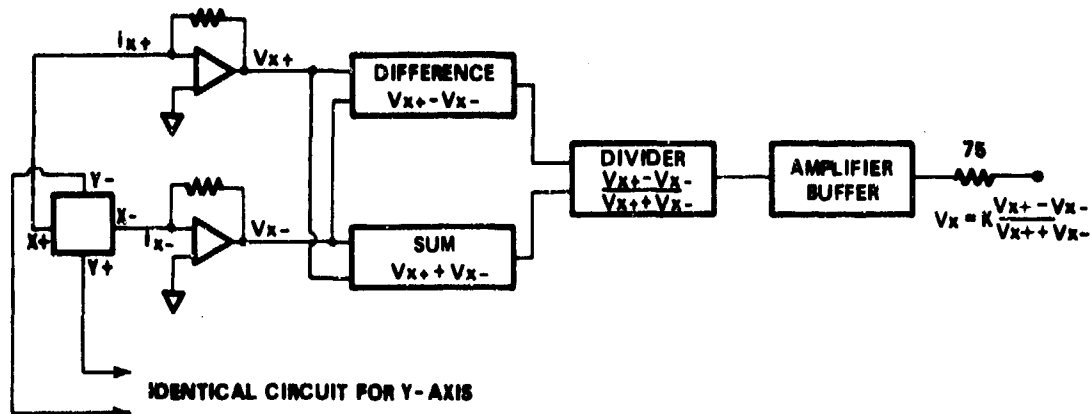 ix+
Vx+
DIFFERENCE
Vx+ - Vx-
Y-
X+
X-
Y+
ix-
Vx-
SUM
Vx+ + Vx-
DIVIDER
Vx+ - Vx-
Vx+ + Vx-
AMPLIFIER
BUFFER
75
Vx = K Vx+ - Vx-
Vx+ + Vx-
IDENTICAL CIRCUIT FOR Y-AXIS